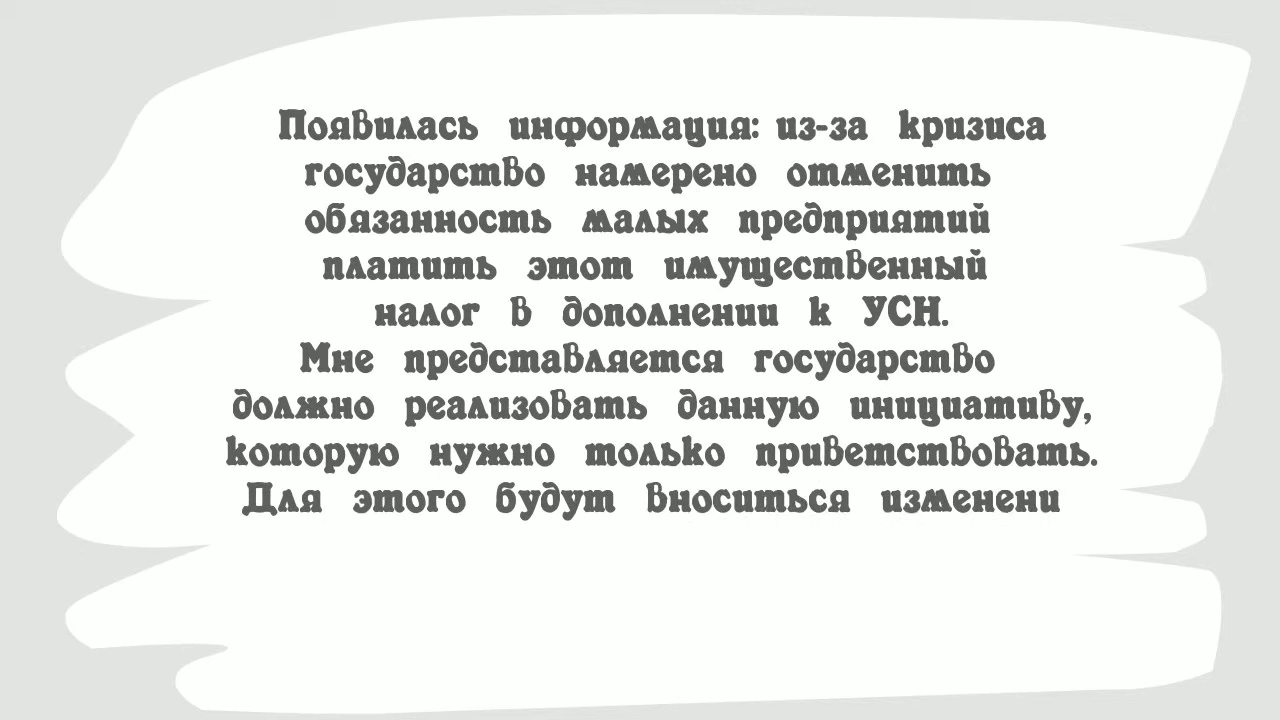 Появилась информация: из-за кризиса
государство намерено отменить
обязанность малых предприятий
платить этот имущественный
налог в дополнении к УСН.
Мне представляется государство
должно реализовать данную инициативу,
которую нужно только приветствовать.
Для этого будут вноситься изменени